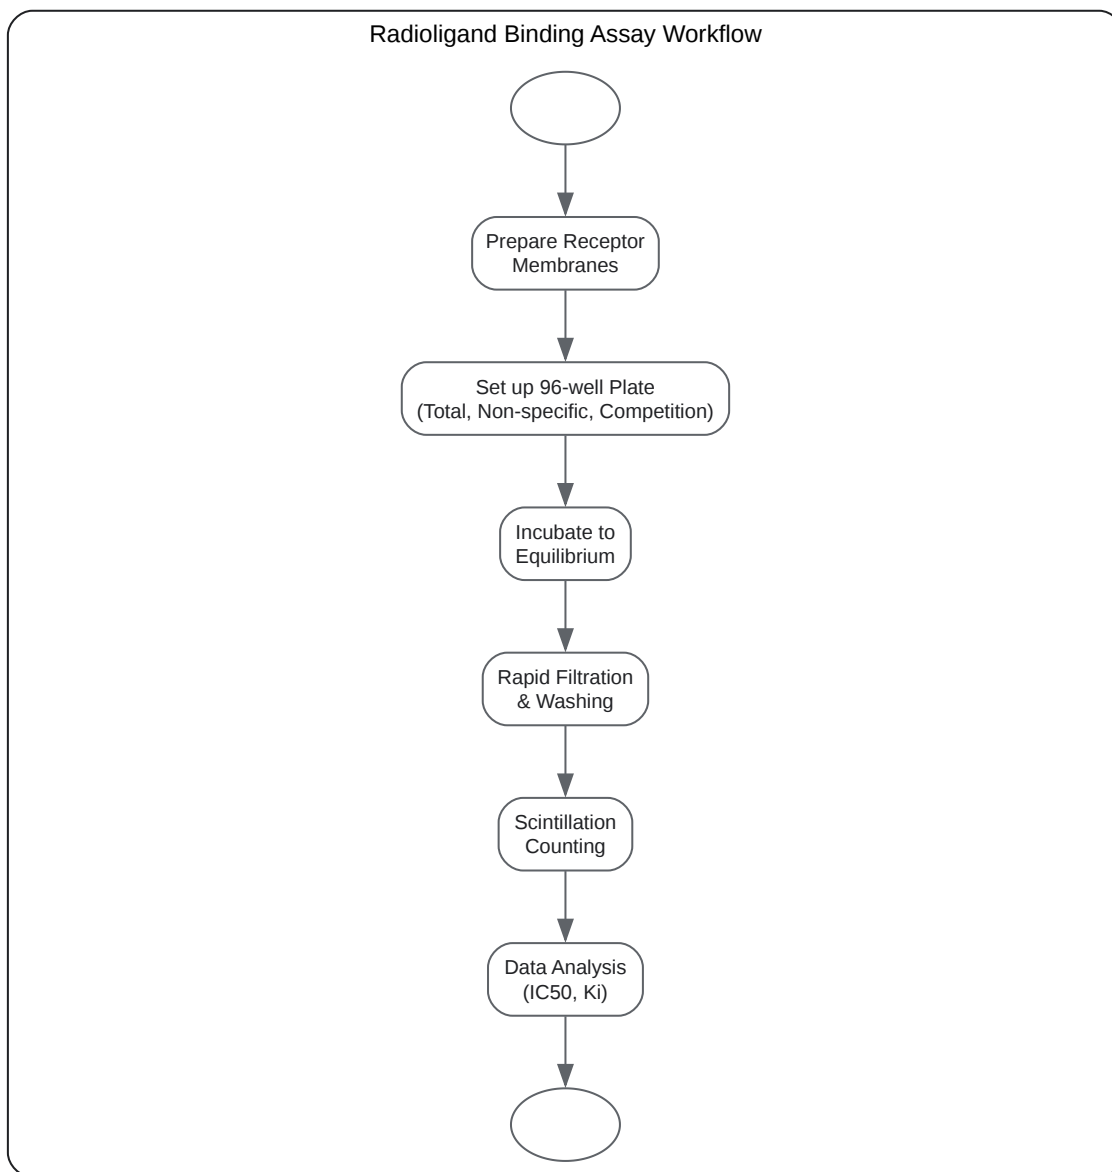 Radioligand Binding Assay Workflow
Prepare Receptor
Membranes
Set up 96-well Plate
(Total, Non-specific, Competition)
Incubate to
Equilibrium
Rapid Filtration
& Washing
Scintillation
Counting
Data Analysis
(IC50, Ki)